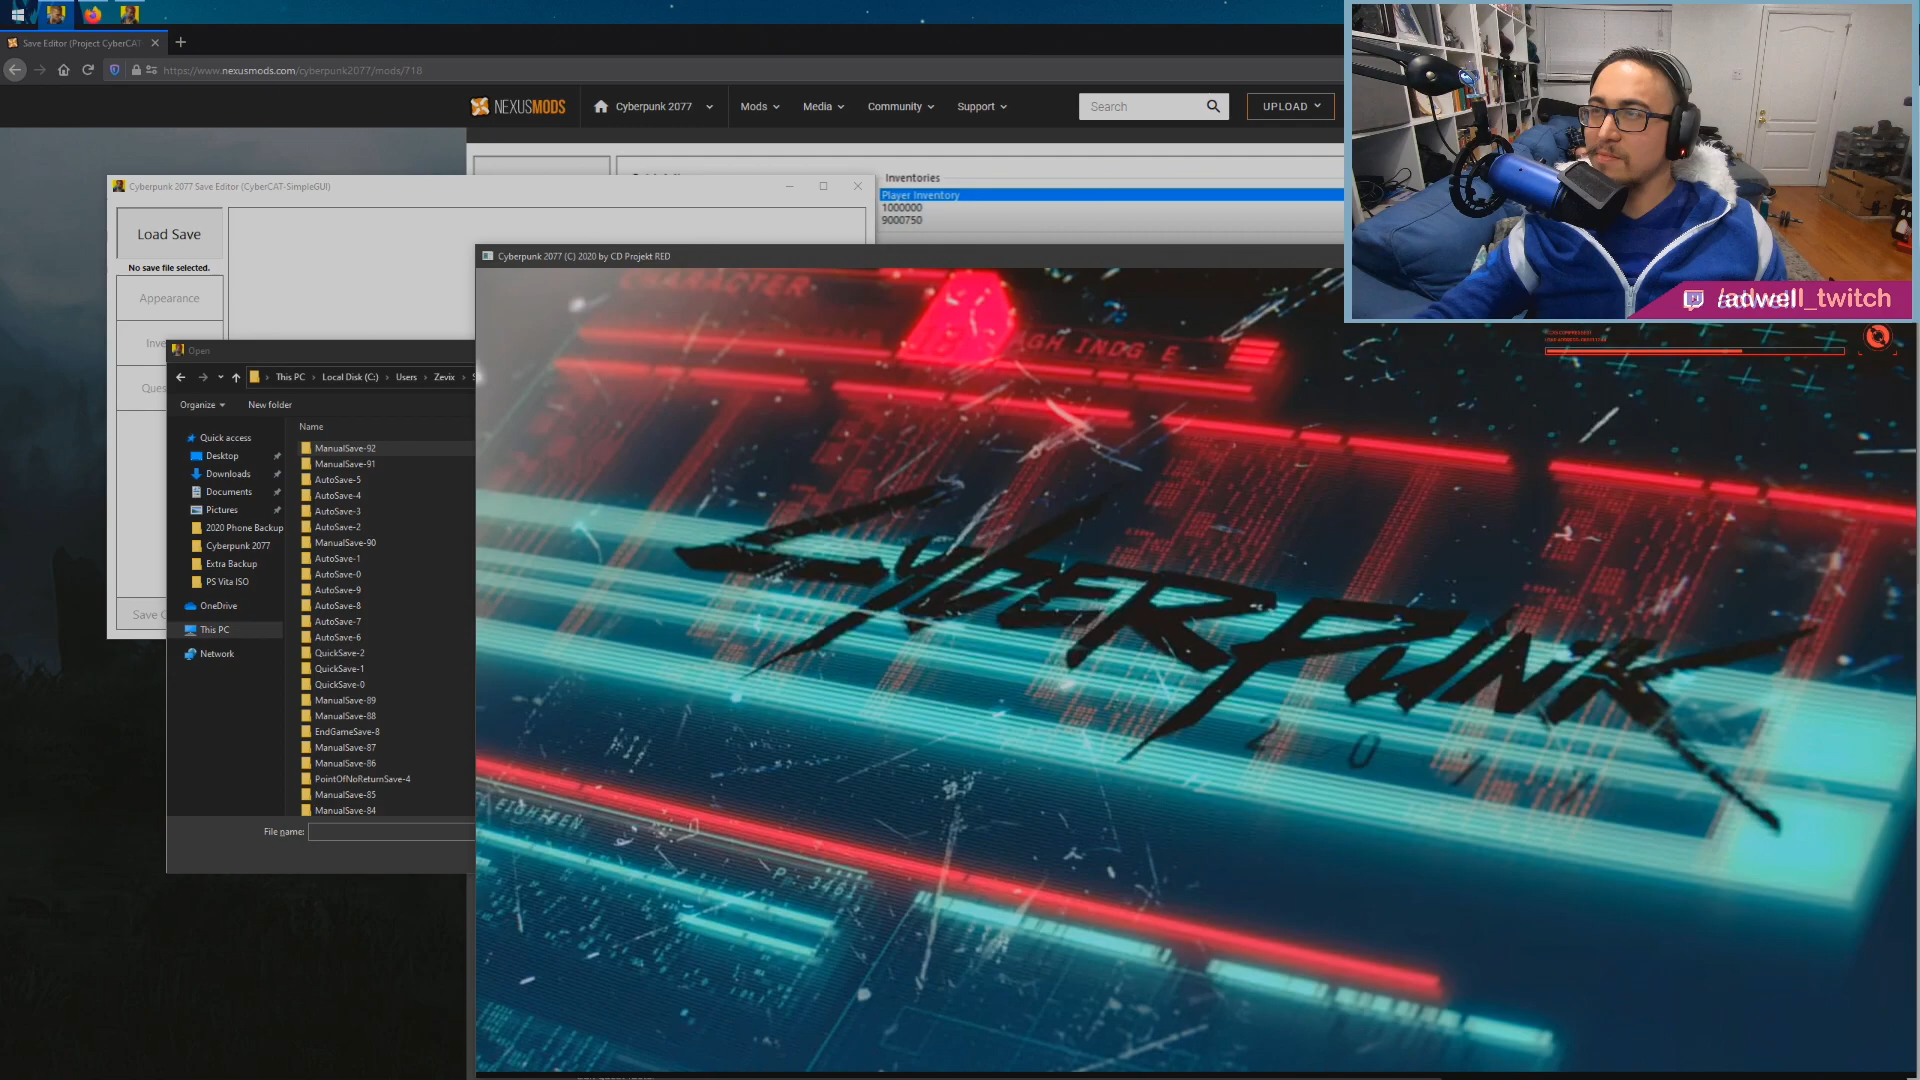 Save Editor (Project CyberCAT
https://www.nexusmods.com/cyberpunk2077/mods/718
NEXUSMODS
Cyberpunk 2077
Mods
Media
Community
Support
Search
UPLOAD
Cyberpunk 2077 Save Editor (CyberCAT-SimpleGUI)
Inventories
Player Inventory
1000000
9000750
Load Save
No save file selected.
Appearance
Inve
Ques
Save C
Cyberpunk 2077 (C) 2020 by CD Projekt RED
/adwell_twitch
Open
This PC
Local Disk (C:)
Users
Zevix
Organize
New folder
Name
Quick access
Desktop
Downloads
Documents
Pictures
2020 Phone Backup
Cyberpunk 2077
Extra Backup
PS Vita ISO
OneDrive
This PC
Network
ManualSave-92
ManualSave-91
AutoSave-5
AutoSave-4
AutoSave-3
AutoSave-2
ManualSave-90
AutoSave-1
AutoSave-0
AutoSave-9
AutoSave-8
AutoSave-7
AutoSave-6
QuickSave-2
QuickSave-1
QuickSave-0
ManualSave-89
ManualSave-88
EndGameSave-8
ManualSave-87
ManualSave-86
PointOfNoReturnSave-4
ManualSave-85
ManualSave-84
File name:
CHARACTER
CYBERPUNK
EIGHTEEN